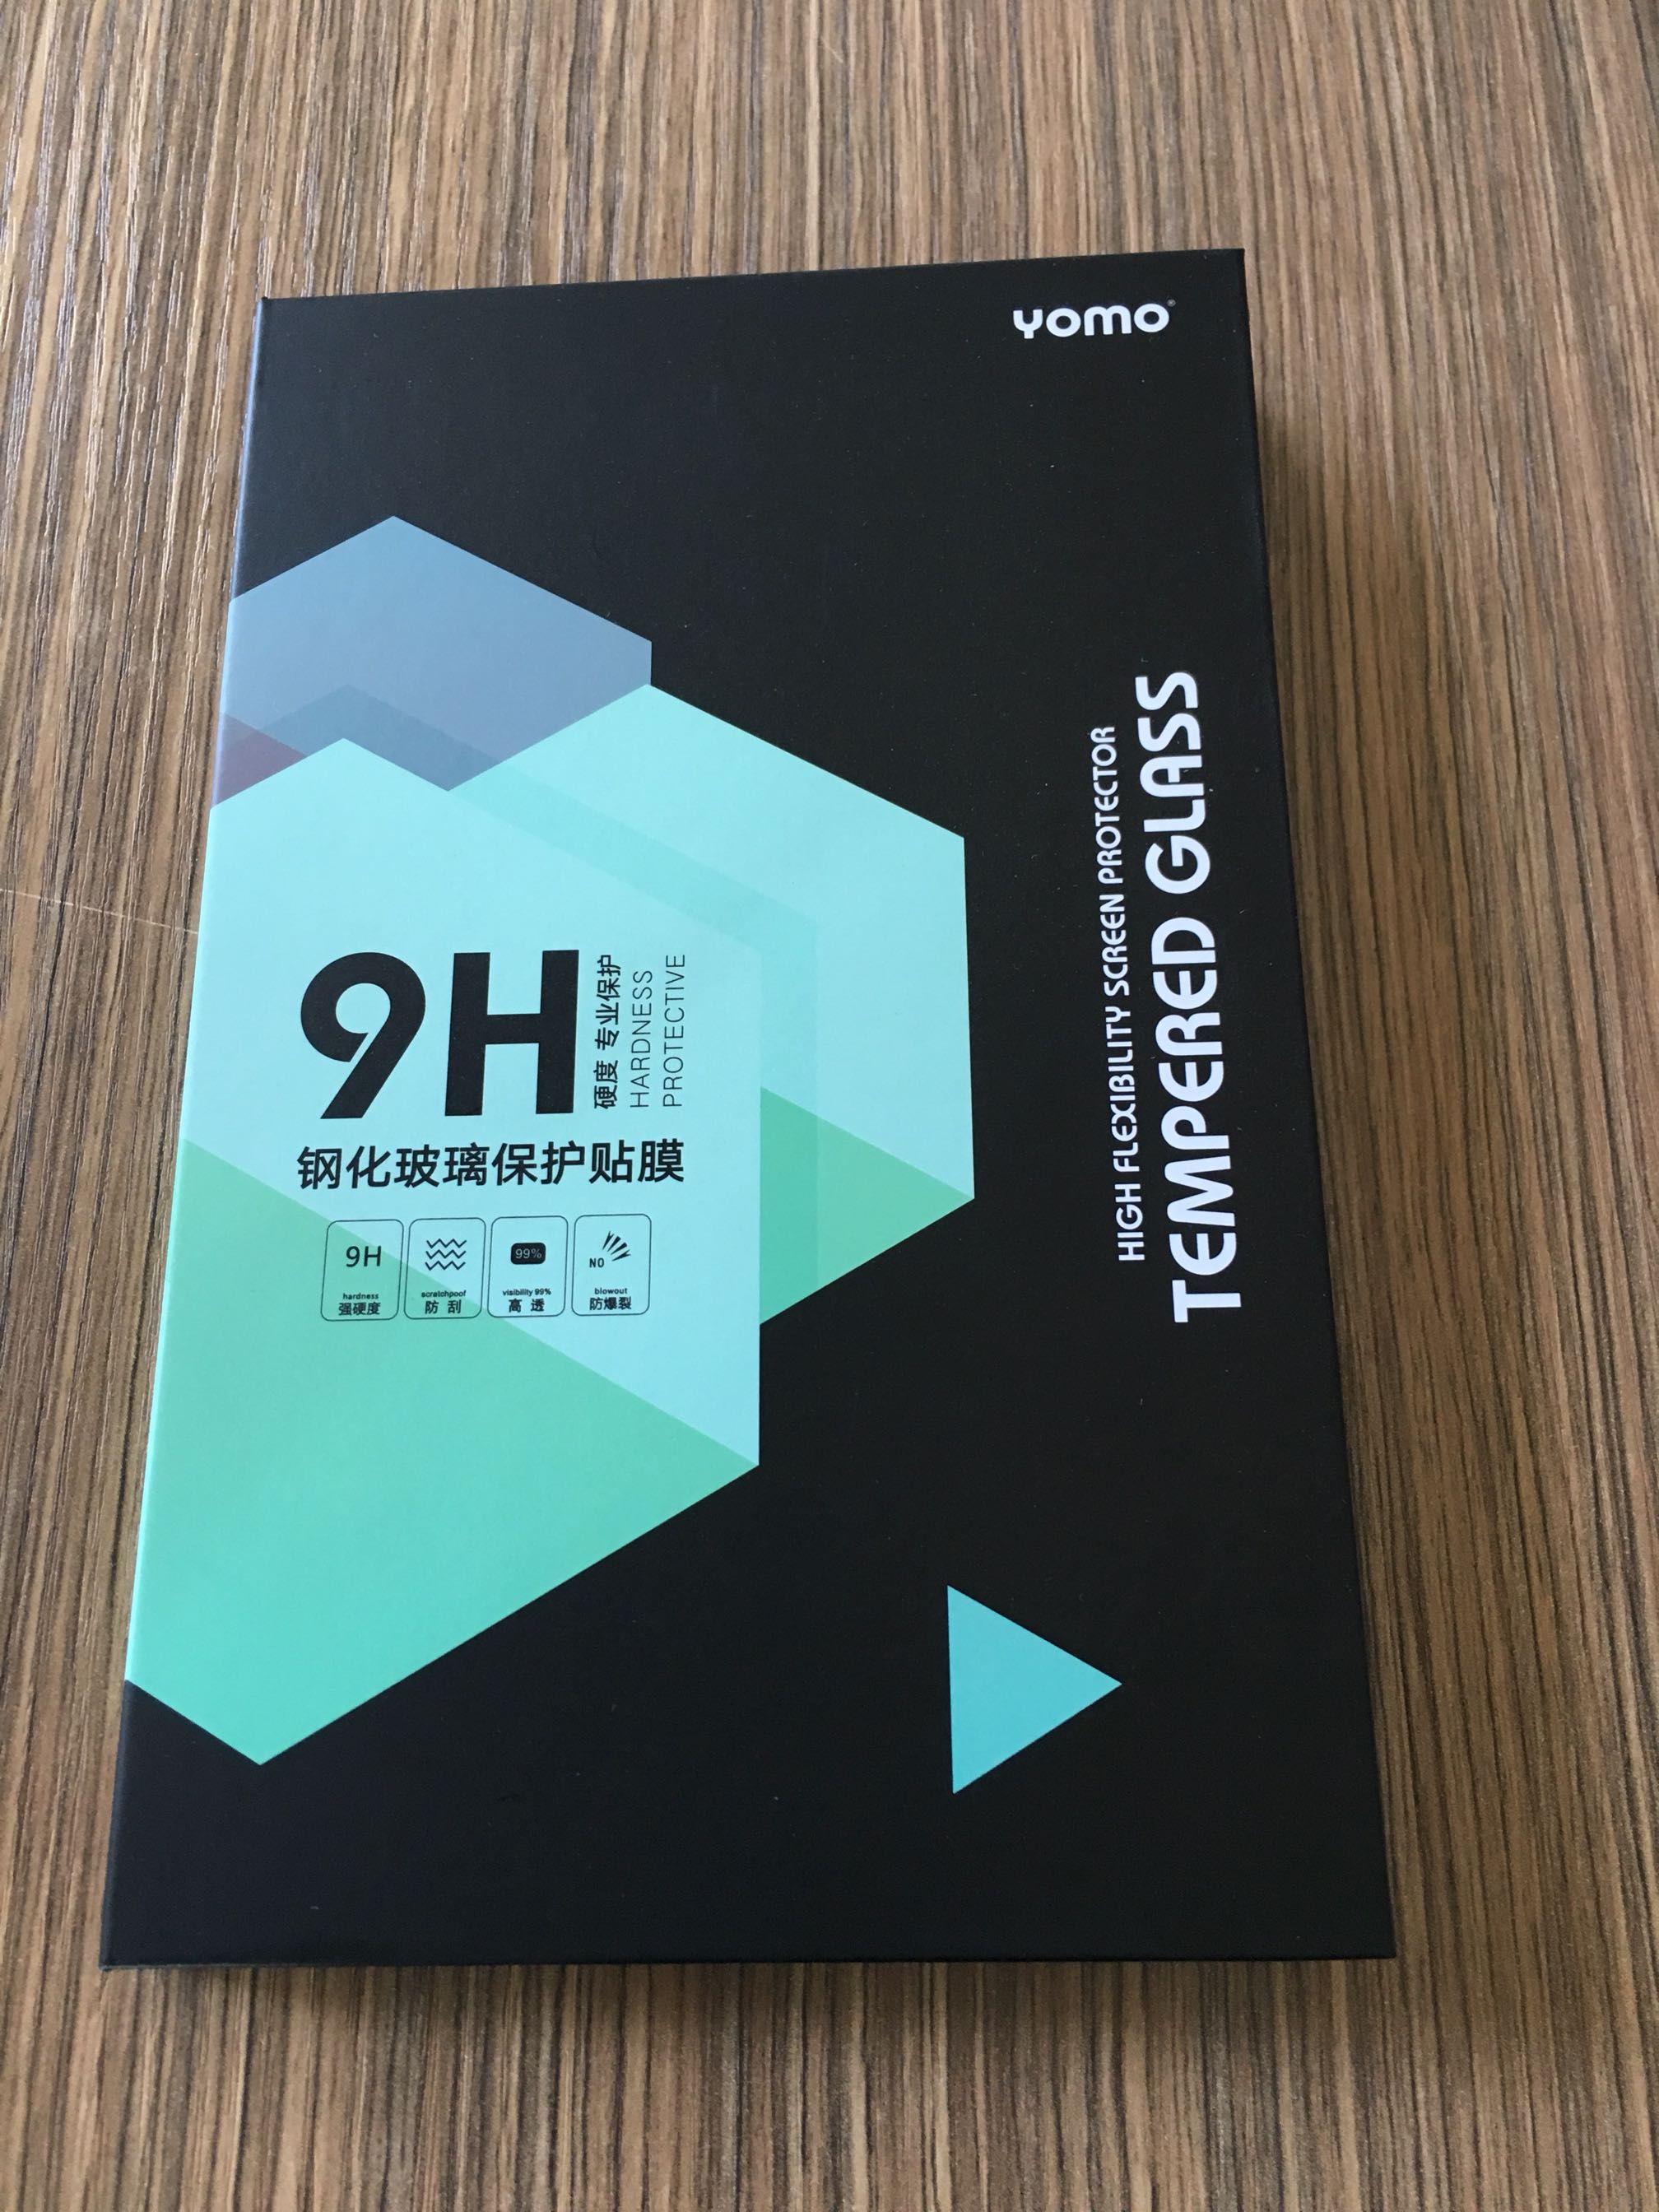 YOMO®
HIGH FLEXIBILITY SCREEN PROTECTOR
TEMPERED GLASS
9H
硬度 专业保护
HARDNESS
PROTECTIVE
钢化玻璃保护贴膜
9H
hardness
强硬度
scratchpoof
防 刮
99%
visibility 99%
高 透
NO
blowout
防爆裂